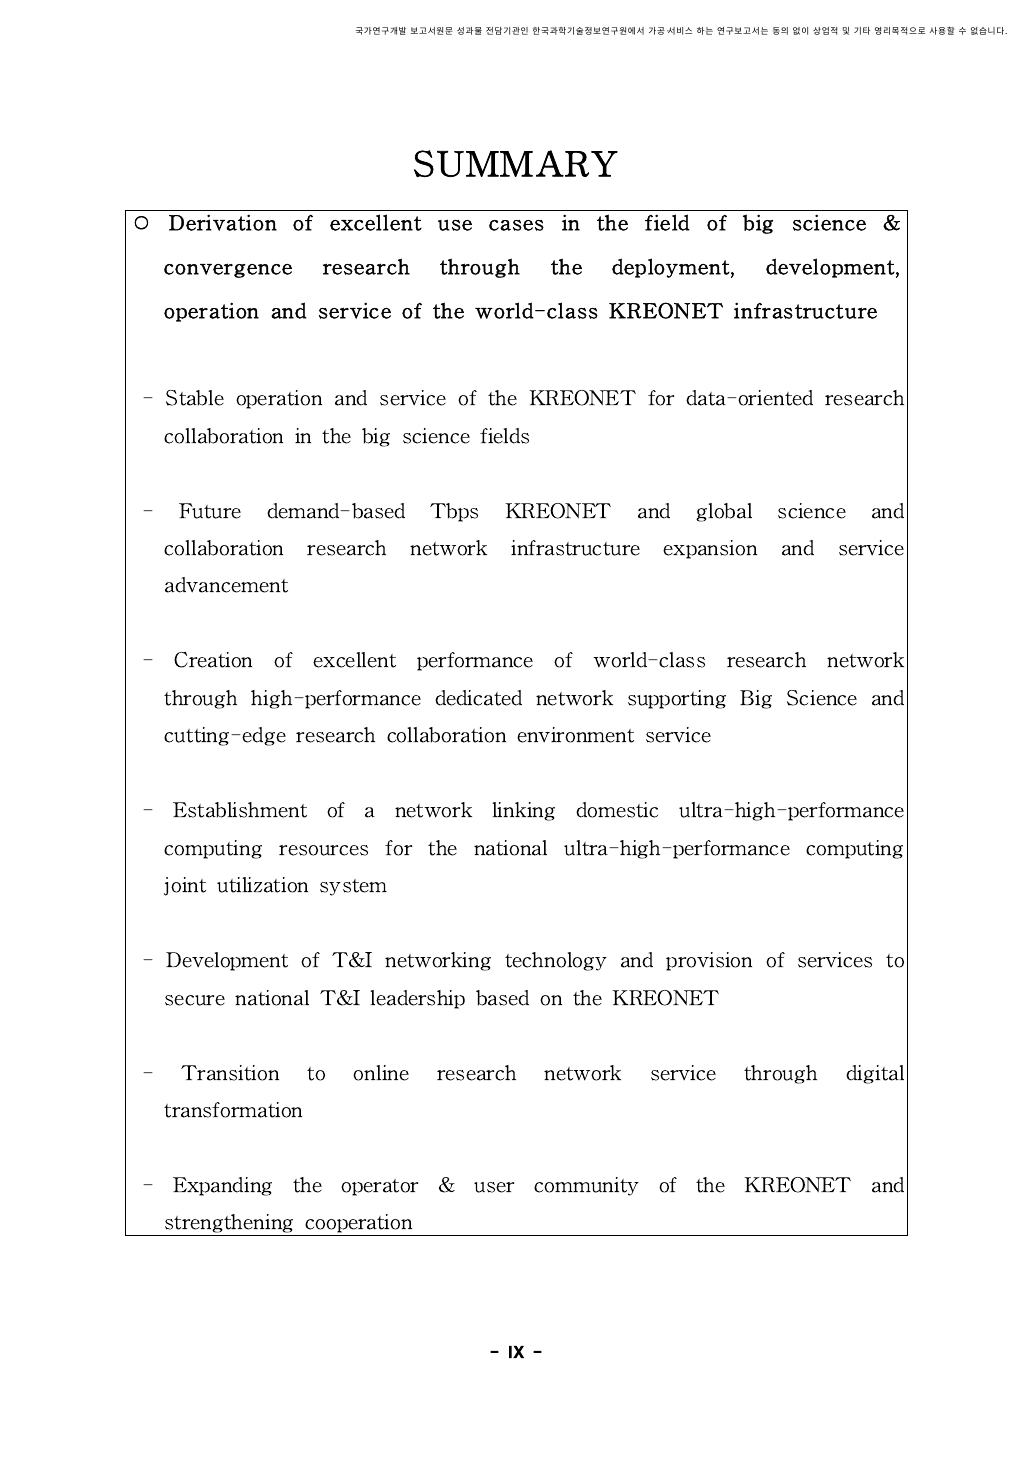 국가연구개발 보고서원문 성과물 전담기관인 한국과학기술정보연구원에서 가공·서비스 하는 연구보고서는 동의 없이 상업적 및 기타 영리목적으로 사용할 수 없습니다.
SUMMARY
○ Derivation of excellent use cases in the field of big science &
convergence research through the deployment, development,
operation and service of the world-class KREONET infrastructure
- Stable operation and service of the KREONET for data-oriented research
collaboration in the big science fields
- Future demand-based Tbps KREONET and global science and
collaboration research network infrastructure expansion and service
advancement
- Creation of excellent performance of world-class research network
through high-performance dedicated network supporting Big Science and
cutting-edge research collaboration environment service
- Establishment of a network linking domestic ultra-high-performance
computing resources for the national ultra-high-performance computing
joint utilization system
- Development of T&I networking technology and provision of services to
secure national T&I leadership based on the KREONET
- Transition to online research network service through digital
transformation
- Expanding the operator & user community of the KREONET and
strengthening cooperation
- IX -